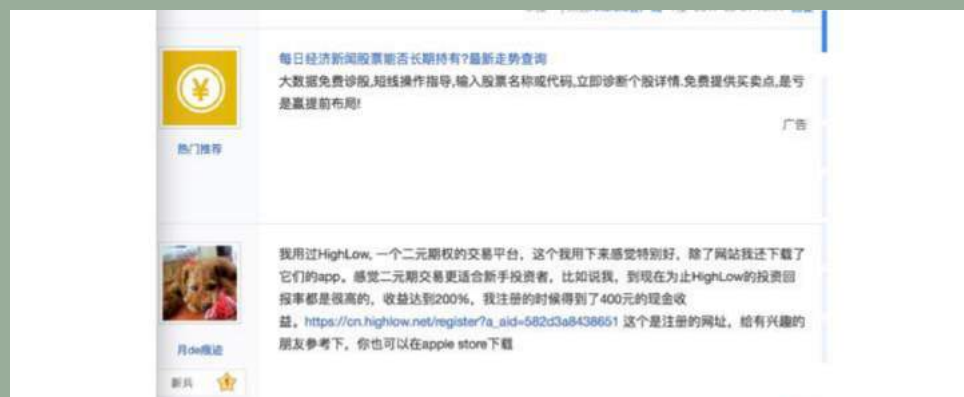 每日经济新闻股票能否长期持有?最新走势查询
大数据免费诊股,短线操作指导,输入股票名称或代码,立即诊断个股详情.免费提供买卖点,是亏
是赢提前布局!
广告
热门推荐
我用过HighLow, 一个二元期权的交易平台，这个我用下来感觉特别好，除了网站我还下载了
它们的app。感觉二元期交易更适合新手投资者，比如说我，到现在为止HighLow的投资回
报率都是很高的，收益达到200%，我注册的时候得到了400元的现金收
益。https://cn.highlow.net/register?a_aid=582d3a8438651 这个是注册的网址，给有兴趣的
朋友参考下，你也可以在apple store下载
月de痕迹
新兵